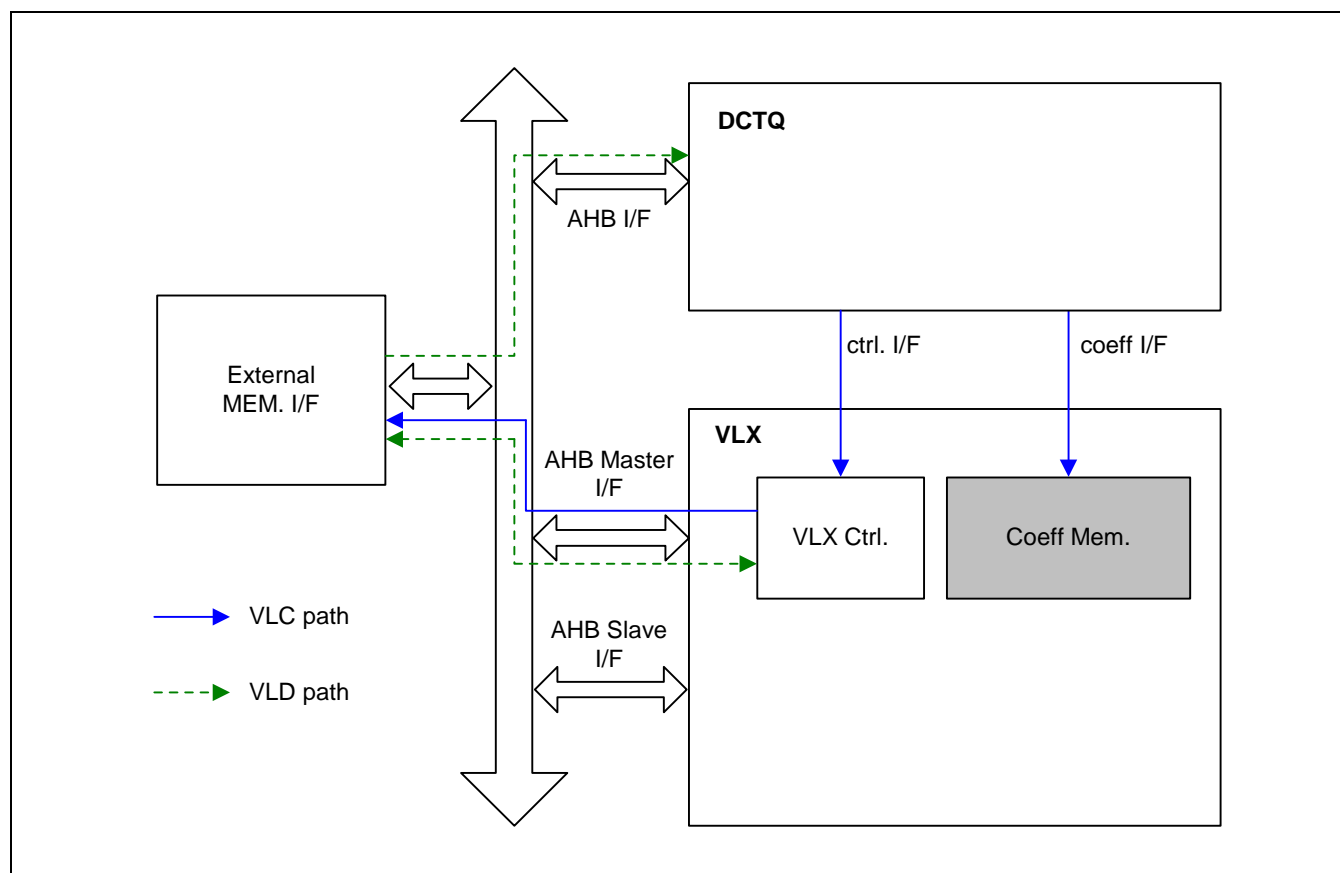 DCTQ
AHB I/F
ctrl. I/F
coeff I/F
External
MEM. I/F
VLX
AHB Master
I/F
VLX Ctrl.
Coeff Mem.
VLC path
AHB Slave
I/F
VLD path